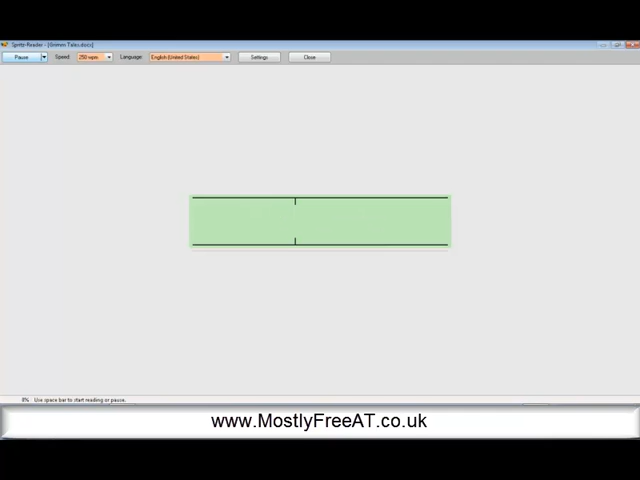 Spritz-Reader - [Grimm Tales.docx]
Pause Speed: 250 wpm Language: English (United States) Settings Close
8% Use space bar to start reading or pause.
www.MostlyFreeAT.co.uk